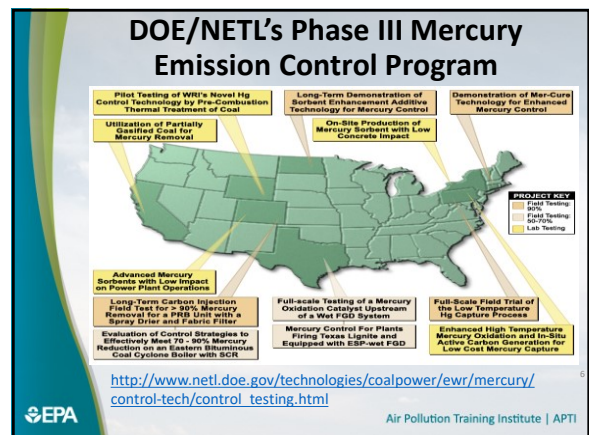 DOE/NETL's Phase III Mercury
Emission Control Program
Pilot Testing of WRI's Novel Hg
Control Technology by Pre-Combustion
Thermal Treatment of Coal
Long-Term Demonstration of
Sorbent Enhancement Additive
Technology for Mercury Control
Demonstration of Mer-Cure
Technology for Enhanced
Mercury Control
Utilization of Partially
Gasified Coal for
Mercury Removal
On-Site Production of
Mercury Sorbent with Low
Concrete Impact
PROJECT KEY
Field Testing:
90%
Field Testing:
50-70%
Lab Testing
Advanced Mercury
Sorbents with Low Impact
on Power Plant Operations
Long-Term Carbon Injection
Field Test for > 90% Mercury
Removal for a PRB Unit with a
Spray Drier and Fabric Filter
Full-scale Testing of a Mercury
Oxidation Catalyst Upstream
of a Wet FGD System
Full-Scale Field Trial of
the Low Temperature
Hg Capture Process
Evaluation of Control Strategies to
Effectively Meet 70 - 90% Mercury
Reduction on an Eastern Bituminous
Coal Cyclone Boiler with SCR
Mercury Control For Plants
Firing Texas Lignite and
Equipped with ESP-wet FGD
Enhanced High Temperature
Mercury Oxidation and In-Situ
Active Carbon Generation for
Low Cost Mercury Capture
http://www.netl.doe.gov/technologies/coalpower/ewr/mercury/
control-tech/control_testing.html
6
EPA
Air Pollution Training Institute | APTI